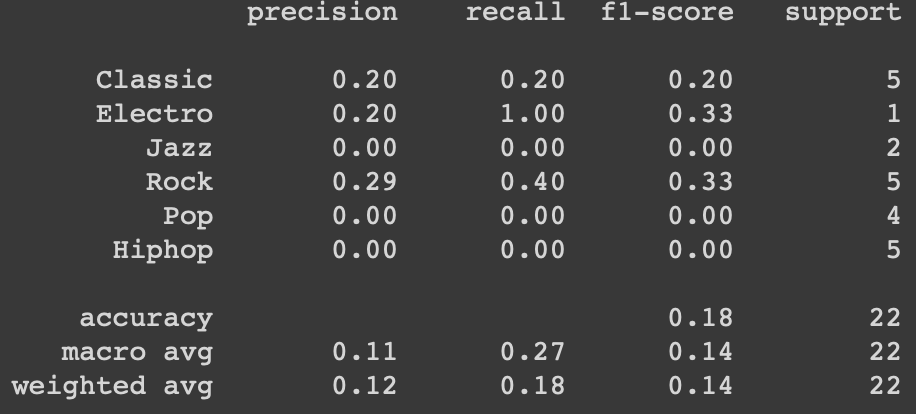 precision recall f1-score support
Classic 0.20 0.20 0.20 5
Electro 0.20 1.00 0.33 1
Jazz 0.00 0.00 0.00 2
Rock 0.29 0.40 0.33 5
Pop 0.00 0.00 0.00 4
Hiphop 0.00 0.00 0.00 5
accuracy 0.18 22
macro avg 0.11 0.27 0.14 22
weighted avg 0.12 0.18 0.14 22